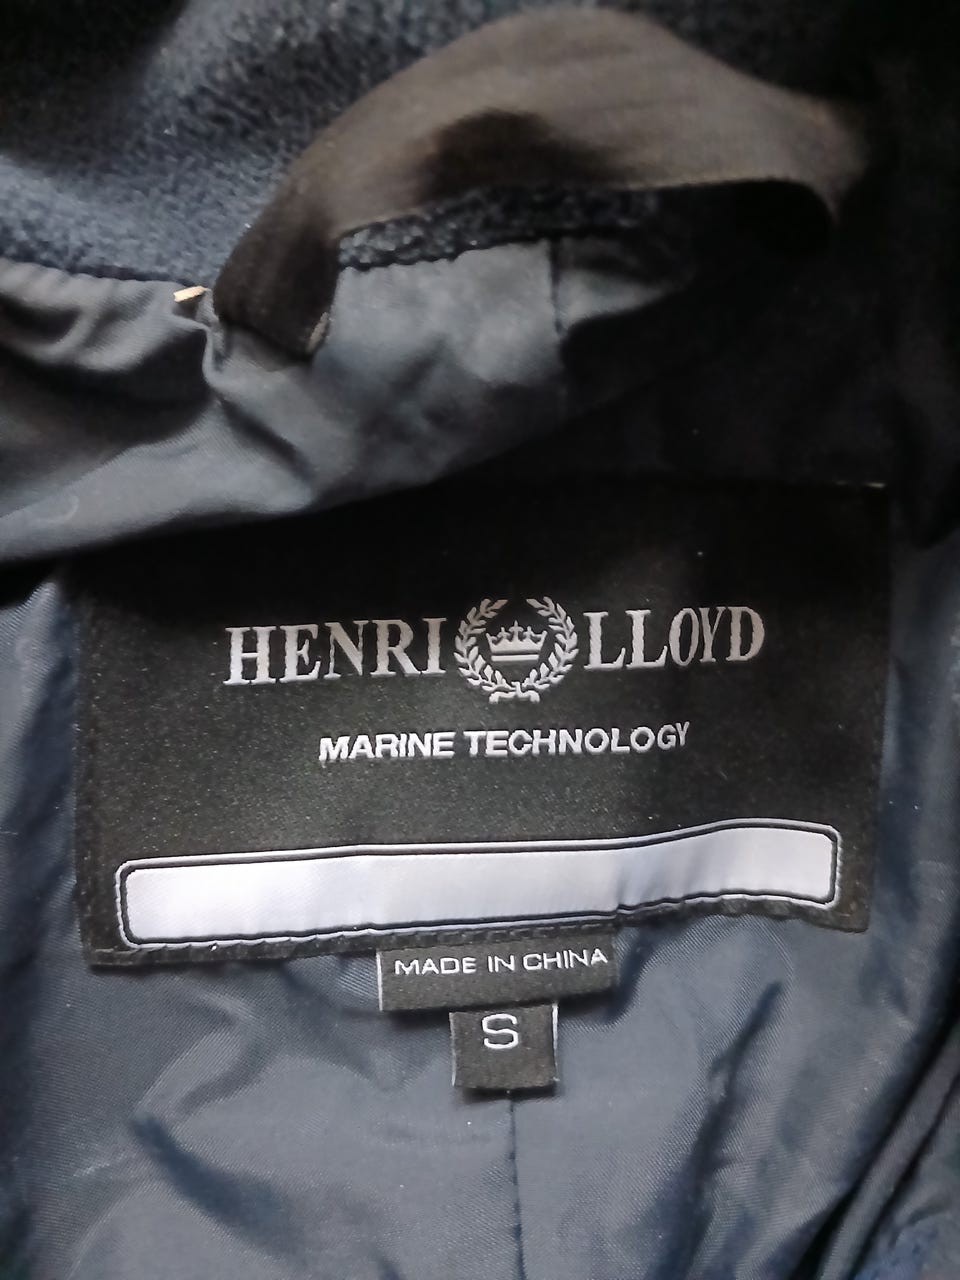 HENRI LLOYD
MARINE TECHNOLOGY
MADE IN CHINA
S